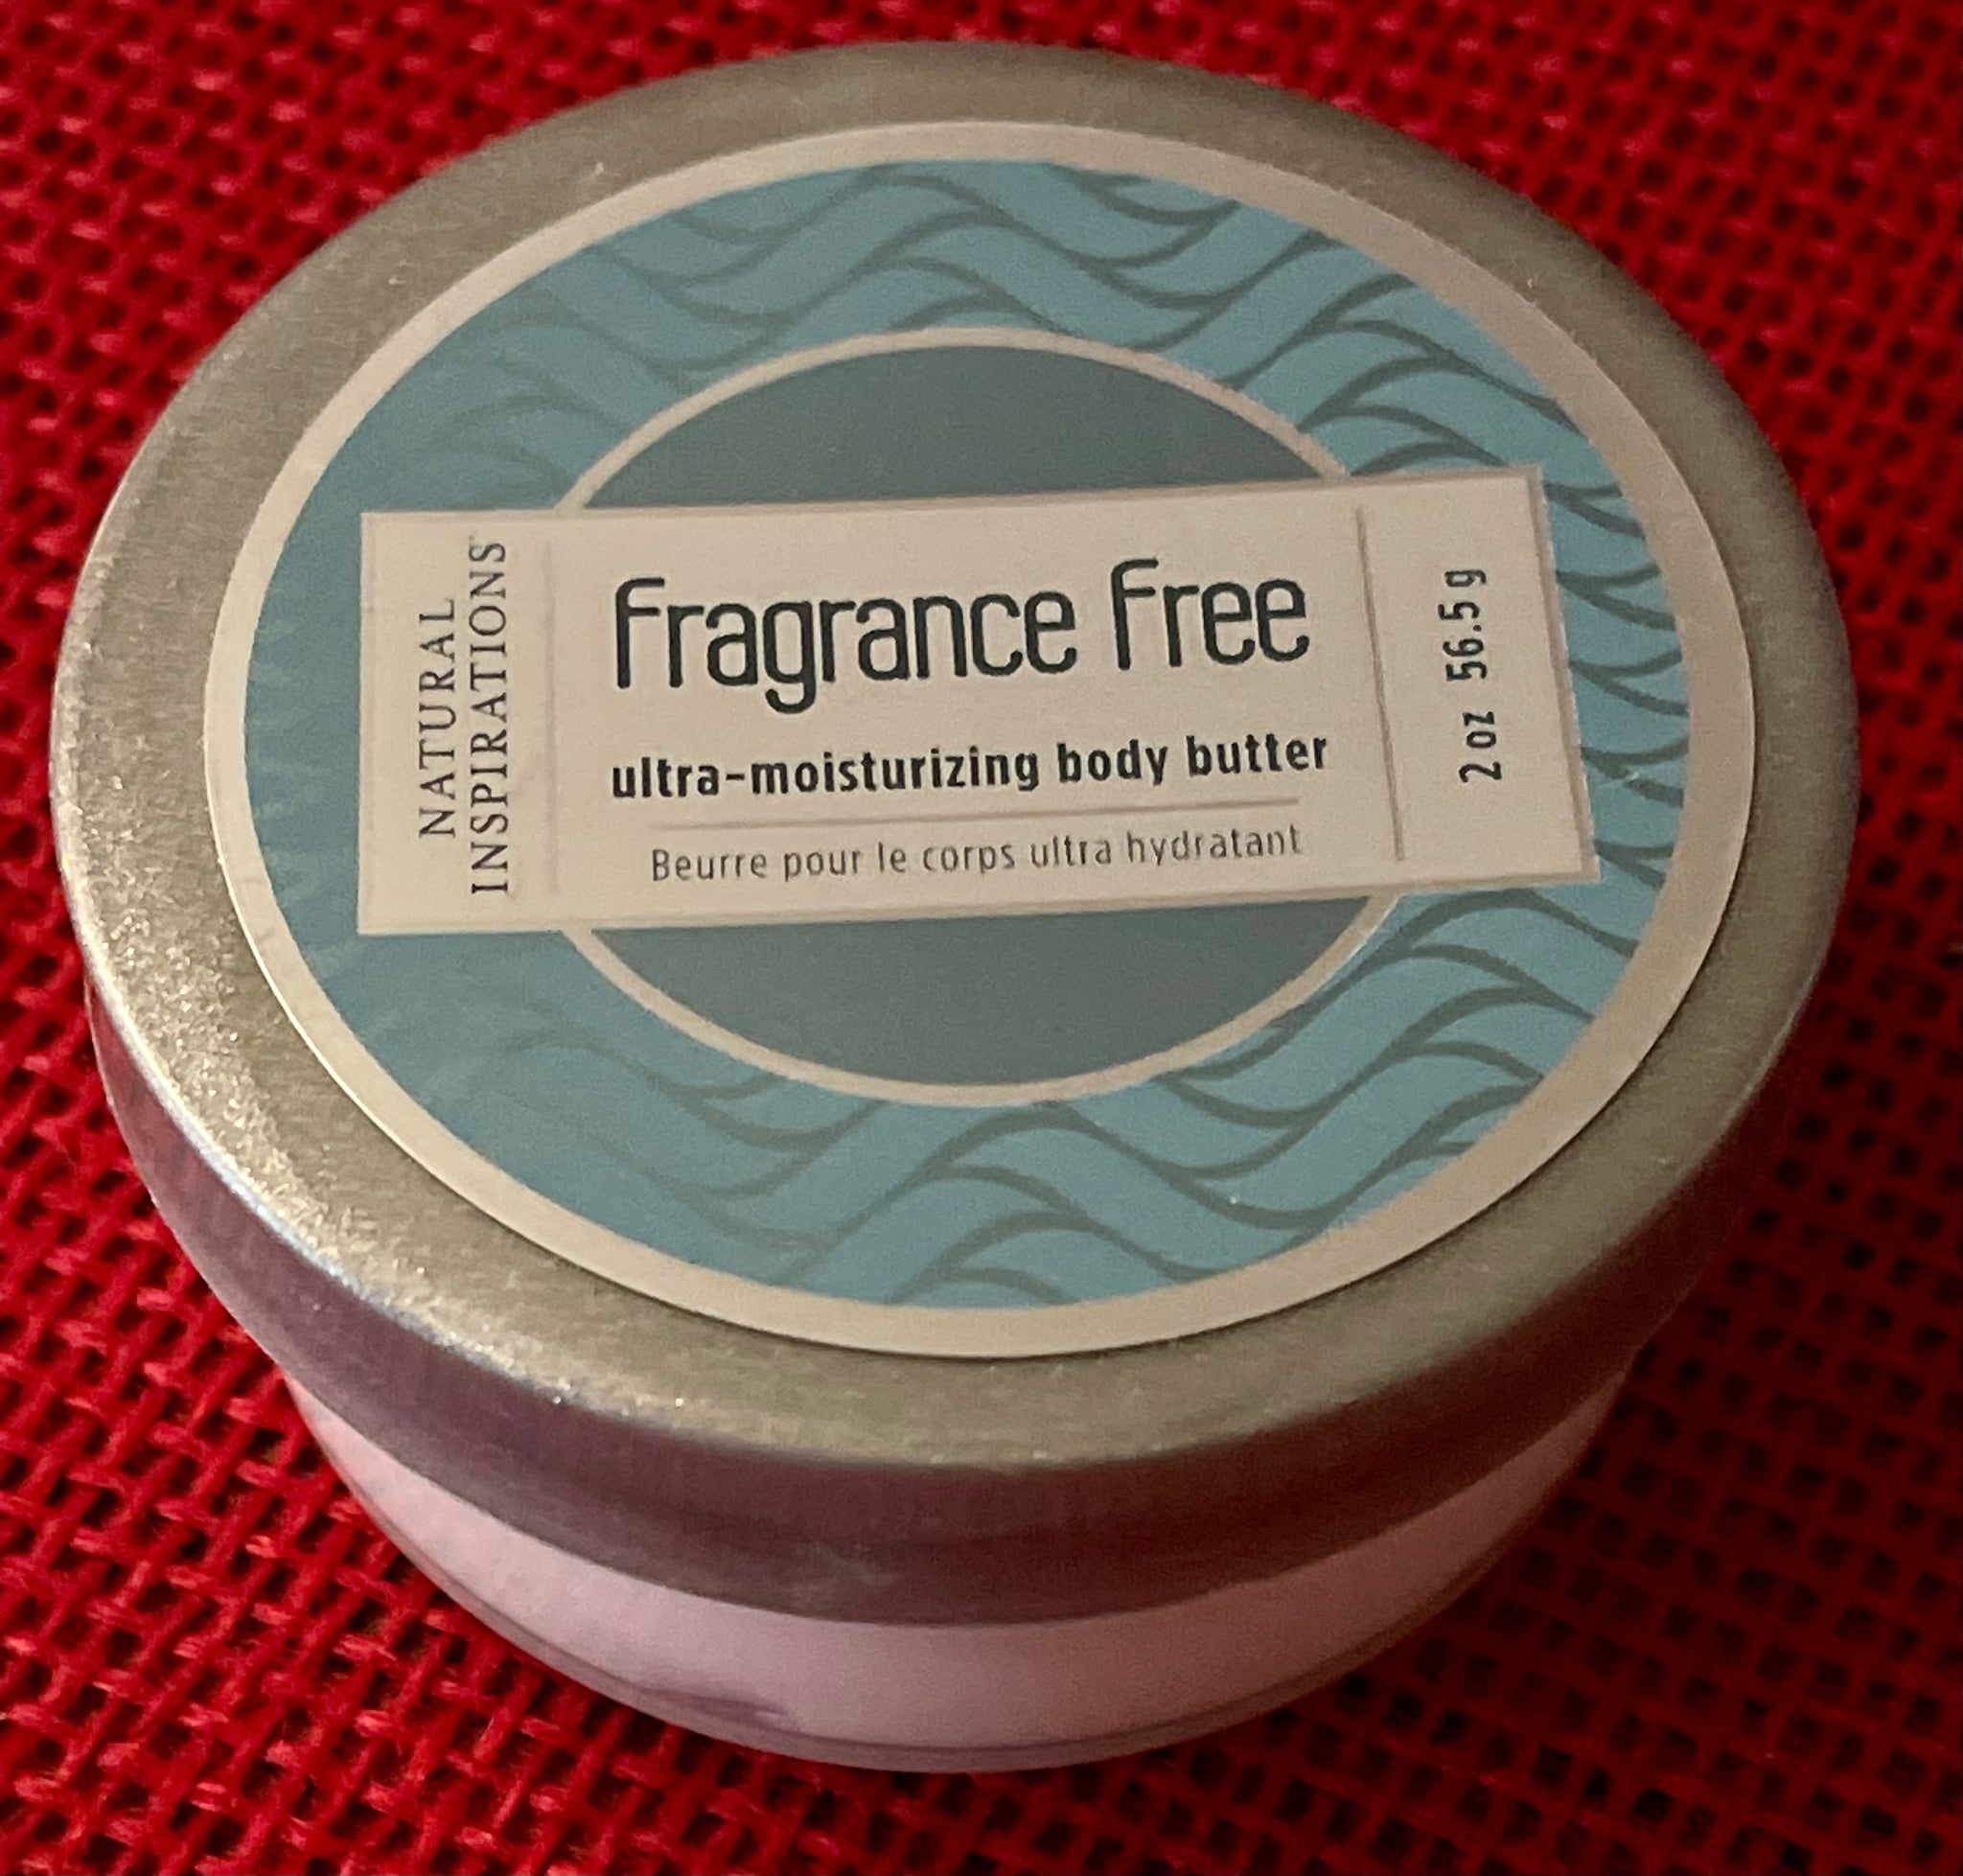 NATURAL
INSPIRATIONS
fragrance free
ultra-moisturizing body butter
Beurre pour le corps ultra hydratant
2 oz 56.5 g